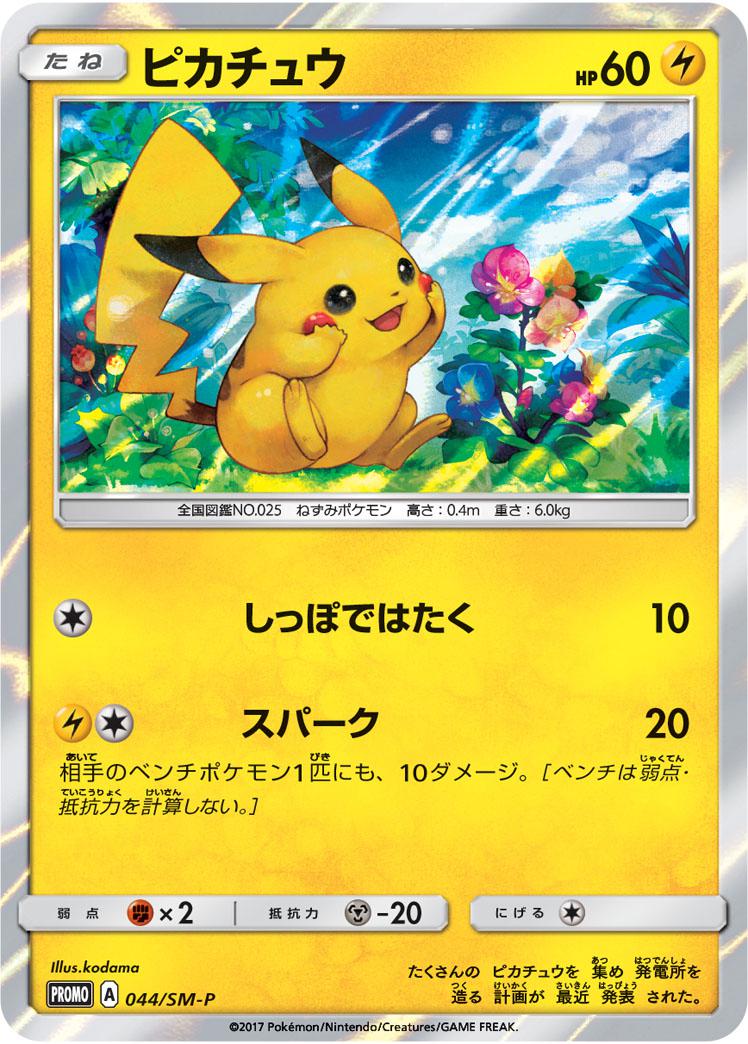 たね ピカチュウ HP60
全国図鑑NO.025 ねずみポケモン 高さ:0.4m 重さ:6.0kg
しっぽではたく 10
スパーク 20
相手のベンチポケモン1匹にも、10ダメージ。[ベンチは弱点・
抵抗力を計算しない。]
弱点 ×2 抵抗力 -20 にげる
Illus.kodama
たくさんの ピカチュウを 集め 発電所を
造る 計画が 最近 発表 された。
PROMO A 044/SM-P
©2017 Pokémon/Nintendo/Creatures/GAME FREAK.